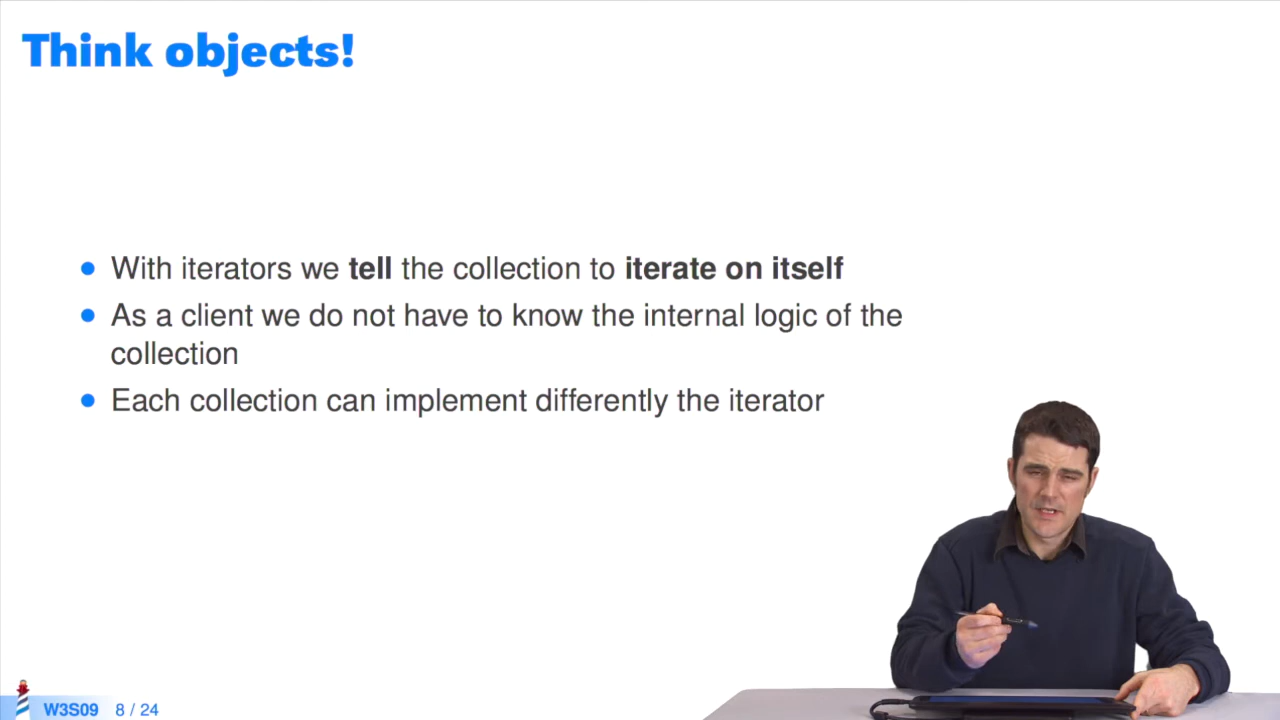 Think objects!
With iterators we tell the collection to iterate on itself
As a client we do not have to know the internal logic of the
collection
Each collection can implement differently the iterator
W3S09 8 / 24